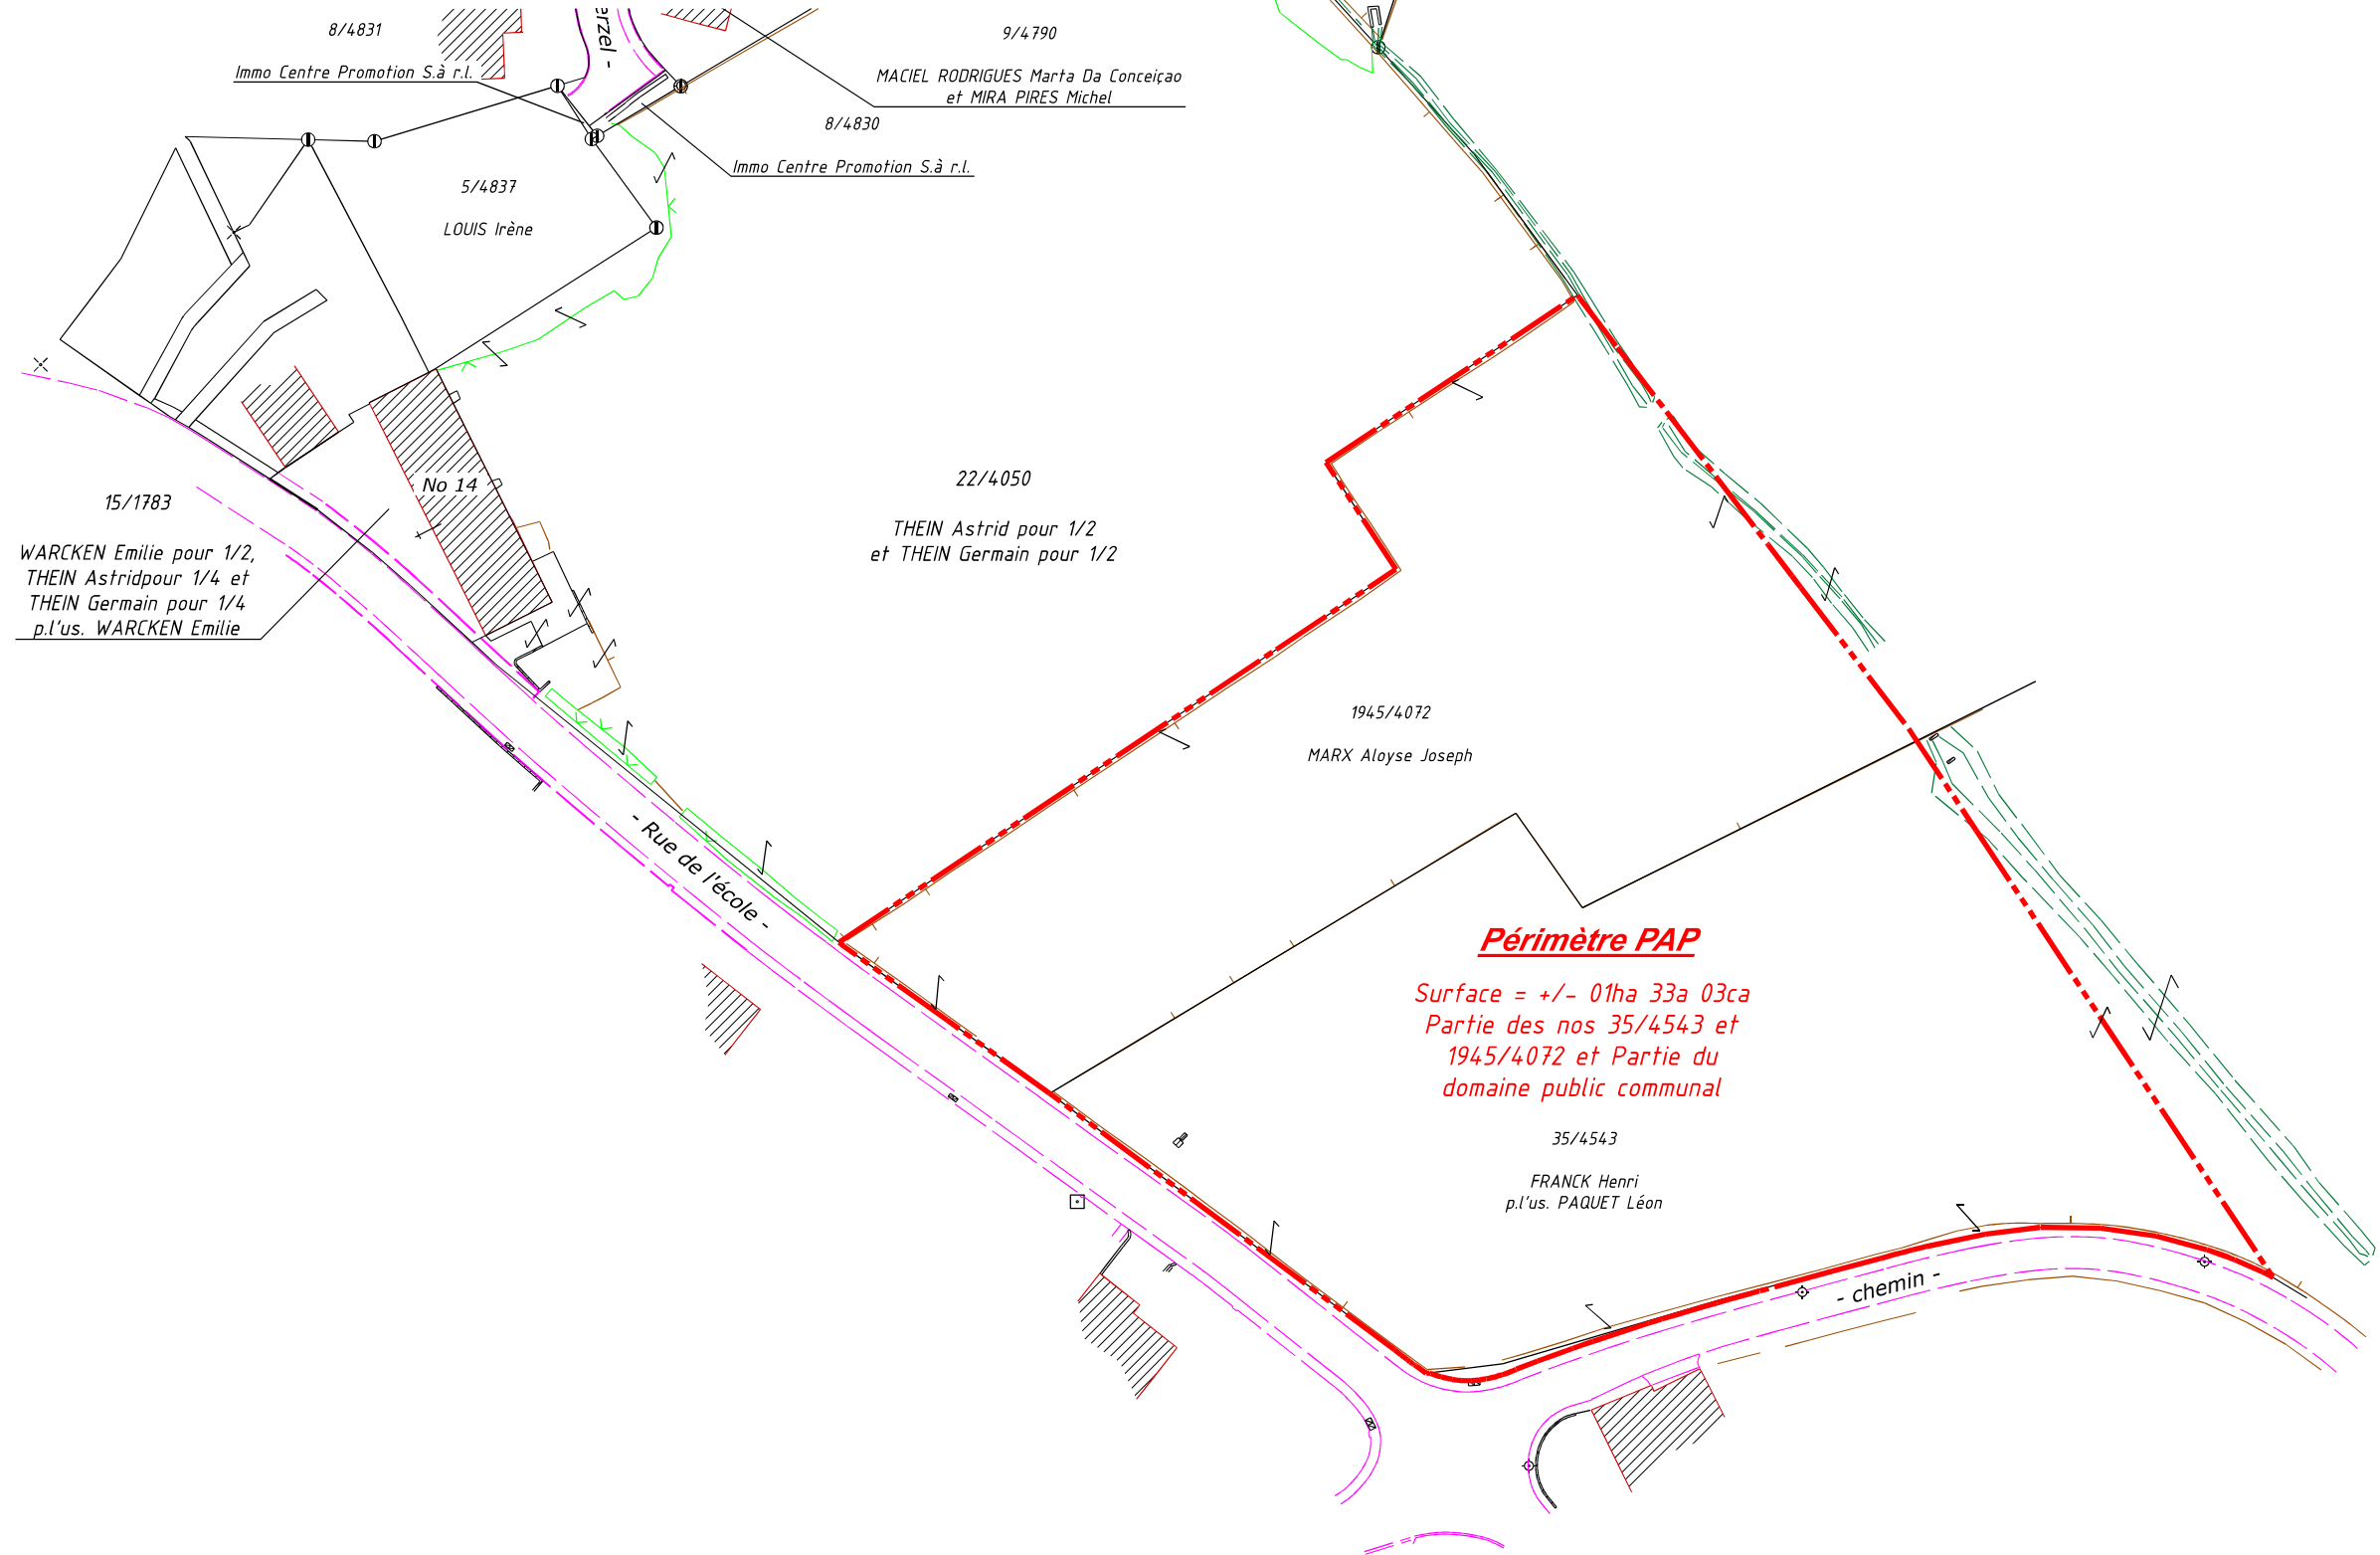 8/4831
Immo Centre Promotion S.à r.l.
erzel -
9/4790
MACIEL RODRIGUES Marta Da Conceiçao
et MIRA PIRES Michel
8/4830
Immo Centre Promotion S.à r.l.
5/4837
LOUIS Irène
No 14
15/1783
WARCKEN Emilie pour 1/2,
THEIN Astridpour 1/4 et
THEIN Germain pour 1/4
p.l'us. WARCKEN Emilie
22/4050
THEIN Astrid pour 1/2
et THEIN Germain pour 1/2
1945/4072
MARX Aloyse Joseph
- Rue de l'école -
Périmètre PAP
Surface = +/- 01ha 33a 03ca
Partie des nos 35/4543 et
1945/4072 et Partie du
domaine public communal
35/4543
FRANCK Henri
p.l'us. PAQUET Léon
- chemin -